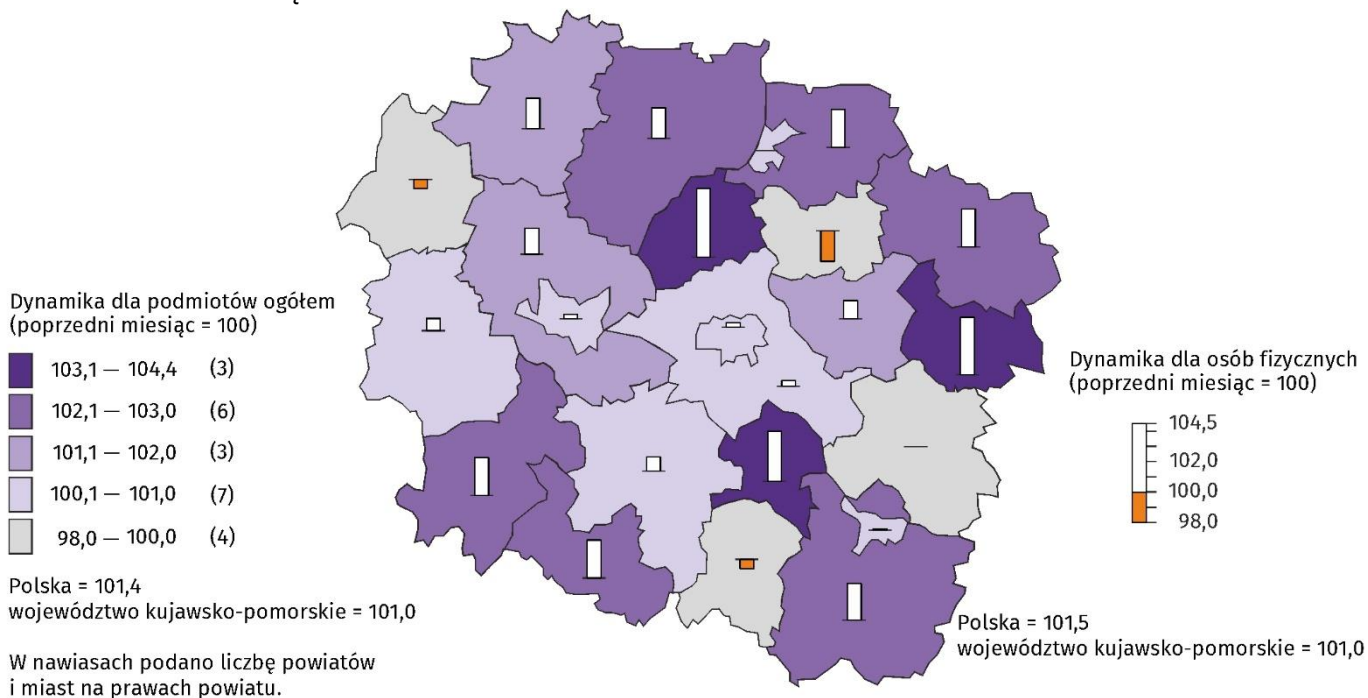 Dynamika dla podmiotów ogółem
(poprzedni miesiąc = 100)
103,1 — 104,4 (3)
102,1 — 103,0 (6)
101,1 — 102,0 (3)
100,1 — 101,0 (7)
98,0 — 100,0 (4)
Polska = 101,4
województwo kujawsko-pomorskie = 101,0
W nawiasach podano liczbę powiatów
i miast na prawach powiatu.
Dynamika dla osób fizycznych
(poprzedni miesiąc = 100)
104,5
102,0
100,0
98,0
Polska = 101,5
województwo kujawsko-pomorskie = 101,0